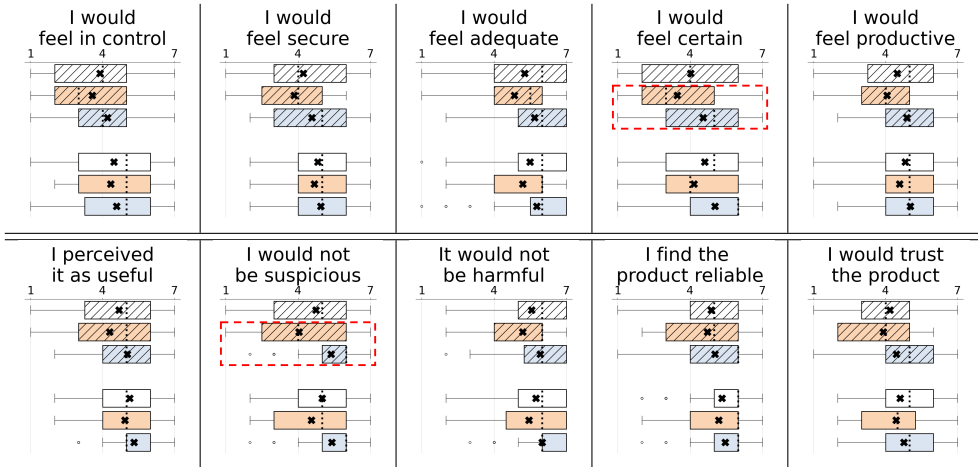 I would
feel in control
1 4 7
I would
feel secure
1 4 7
I would
feel adequate
1 4 7
I would
feel certain
1 4 7
I would
feel productive
1 4 7
I perceived
it as useful
1 4 7
I would not
be suspicious
1 4 7
It would not
be harmful
1 4 7
I find the
product reliable
1 4 7
I would trust
the product
1 4 7